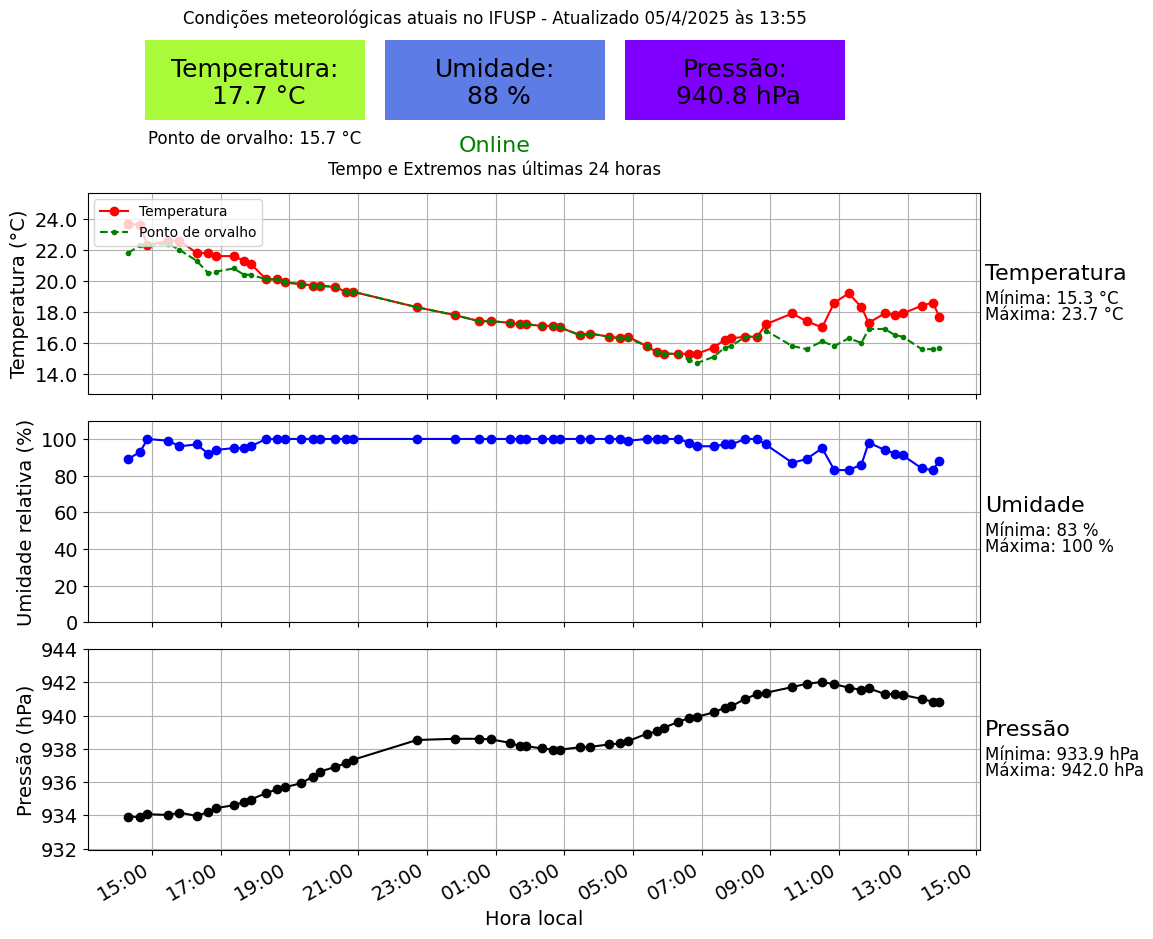 Condições meteorológicas atuais no IFUSP - Atualizado 05/4/2025 às 13:55
Temperatura:
17.7 °C
Umidade:
88 %
Pressão:
940.8 hPa
Ponto de orvalho: 15.7 °C
Online
Tempo e Extremos nas últimas 24 horas
Temperatura (°C)
24.0
22.0
20.0
18.0
16.0
14.0
Temperatura
Ponto de orvalho
Temperatura
Mínima: 15.3 °C
Máxima: 23.7 °C
Umidade relativa (%)
100
80
60
40
20
0
Umidade
Mínima: 83 %
Máxima: 100 %
Pressão (hPa)
944
942
940
938
936
934
932
Pressão
Mínima: 933.9 hPa
Máxima: 942.0 hPa
15:00
17:00
19:00
21:00
23:00
01:00
03:00
05:00
07:00
09:00
11:00
13:00
15:00
Hora local